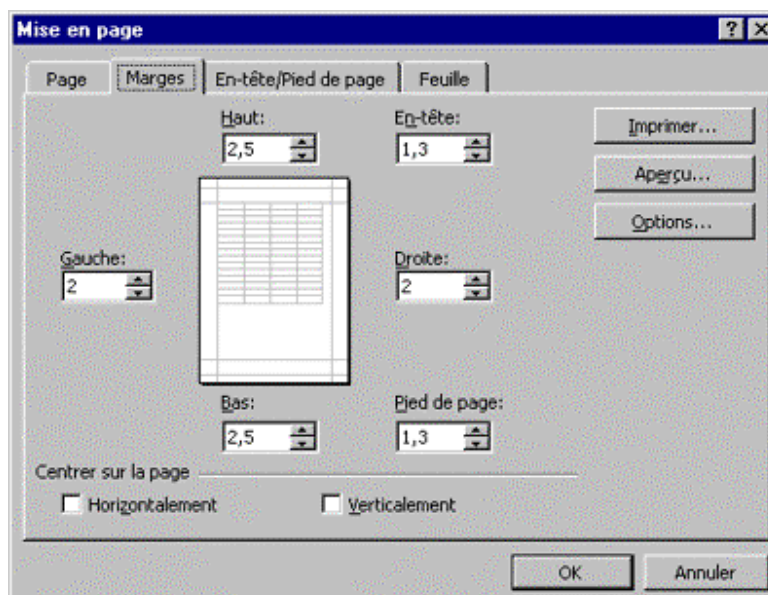 Mise en page
Page Marges En-tête/Pied de page Feuille
Haut: En-tête:
2,5 1,3
Imprimer...
Aperçu...
Options...
Gauche: Droite:
2 2
Bas: Pied de page:
2,5 1,3
Centrer sur la page
Horizontalement Verticalement
OK Annuler